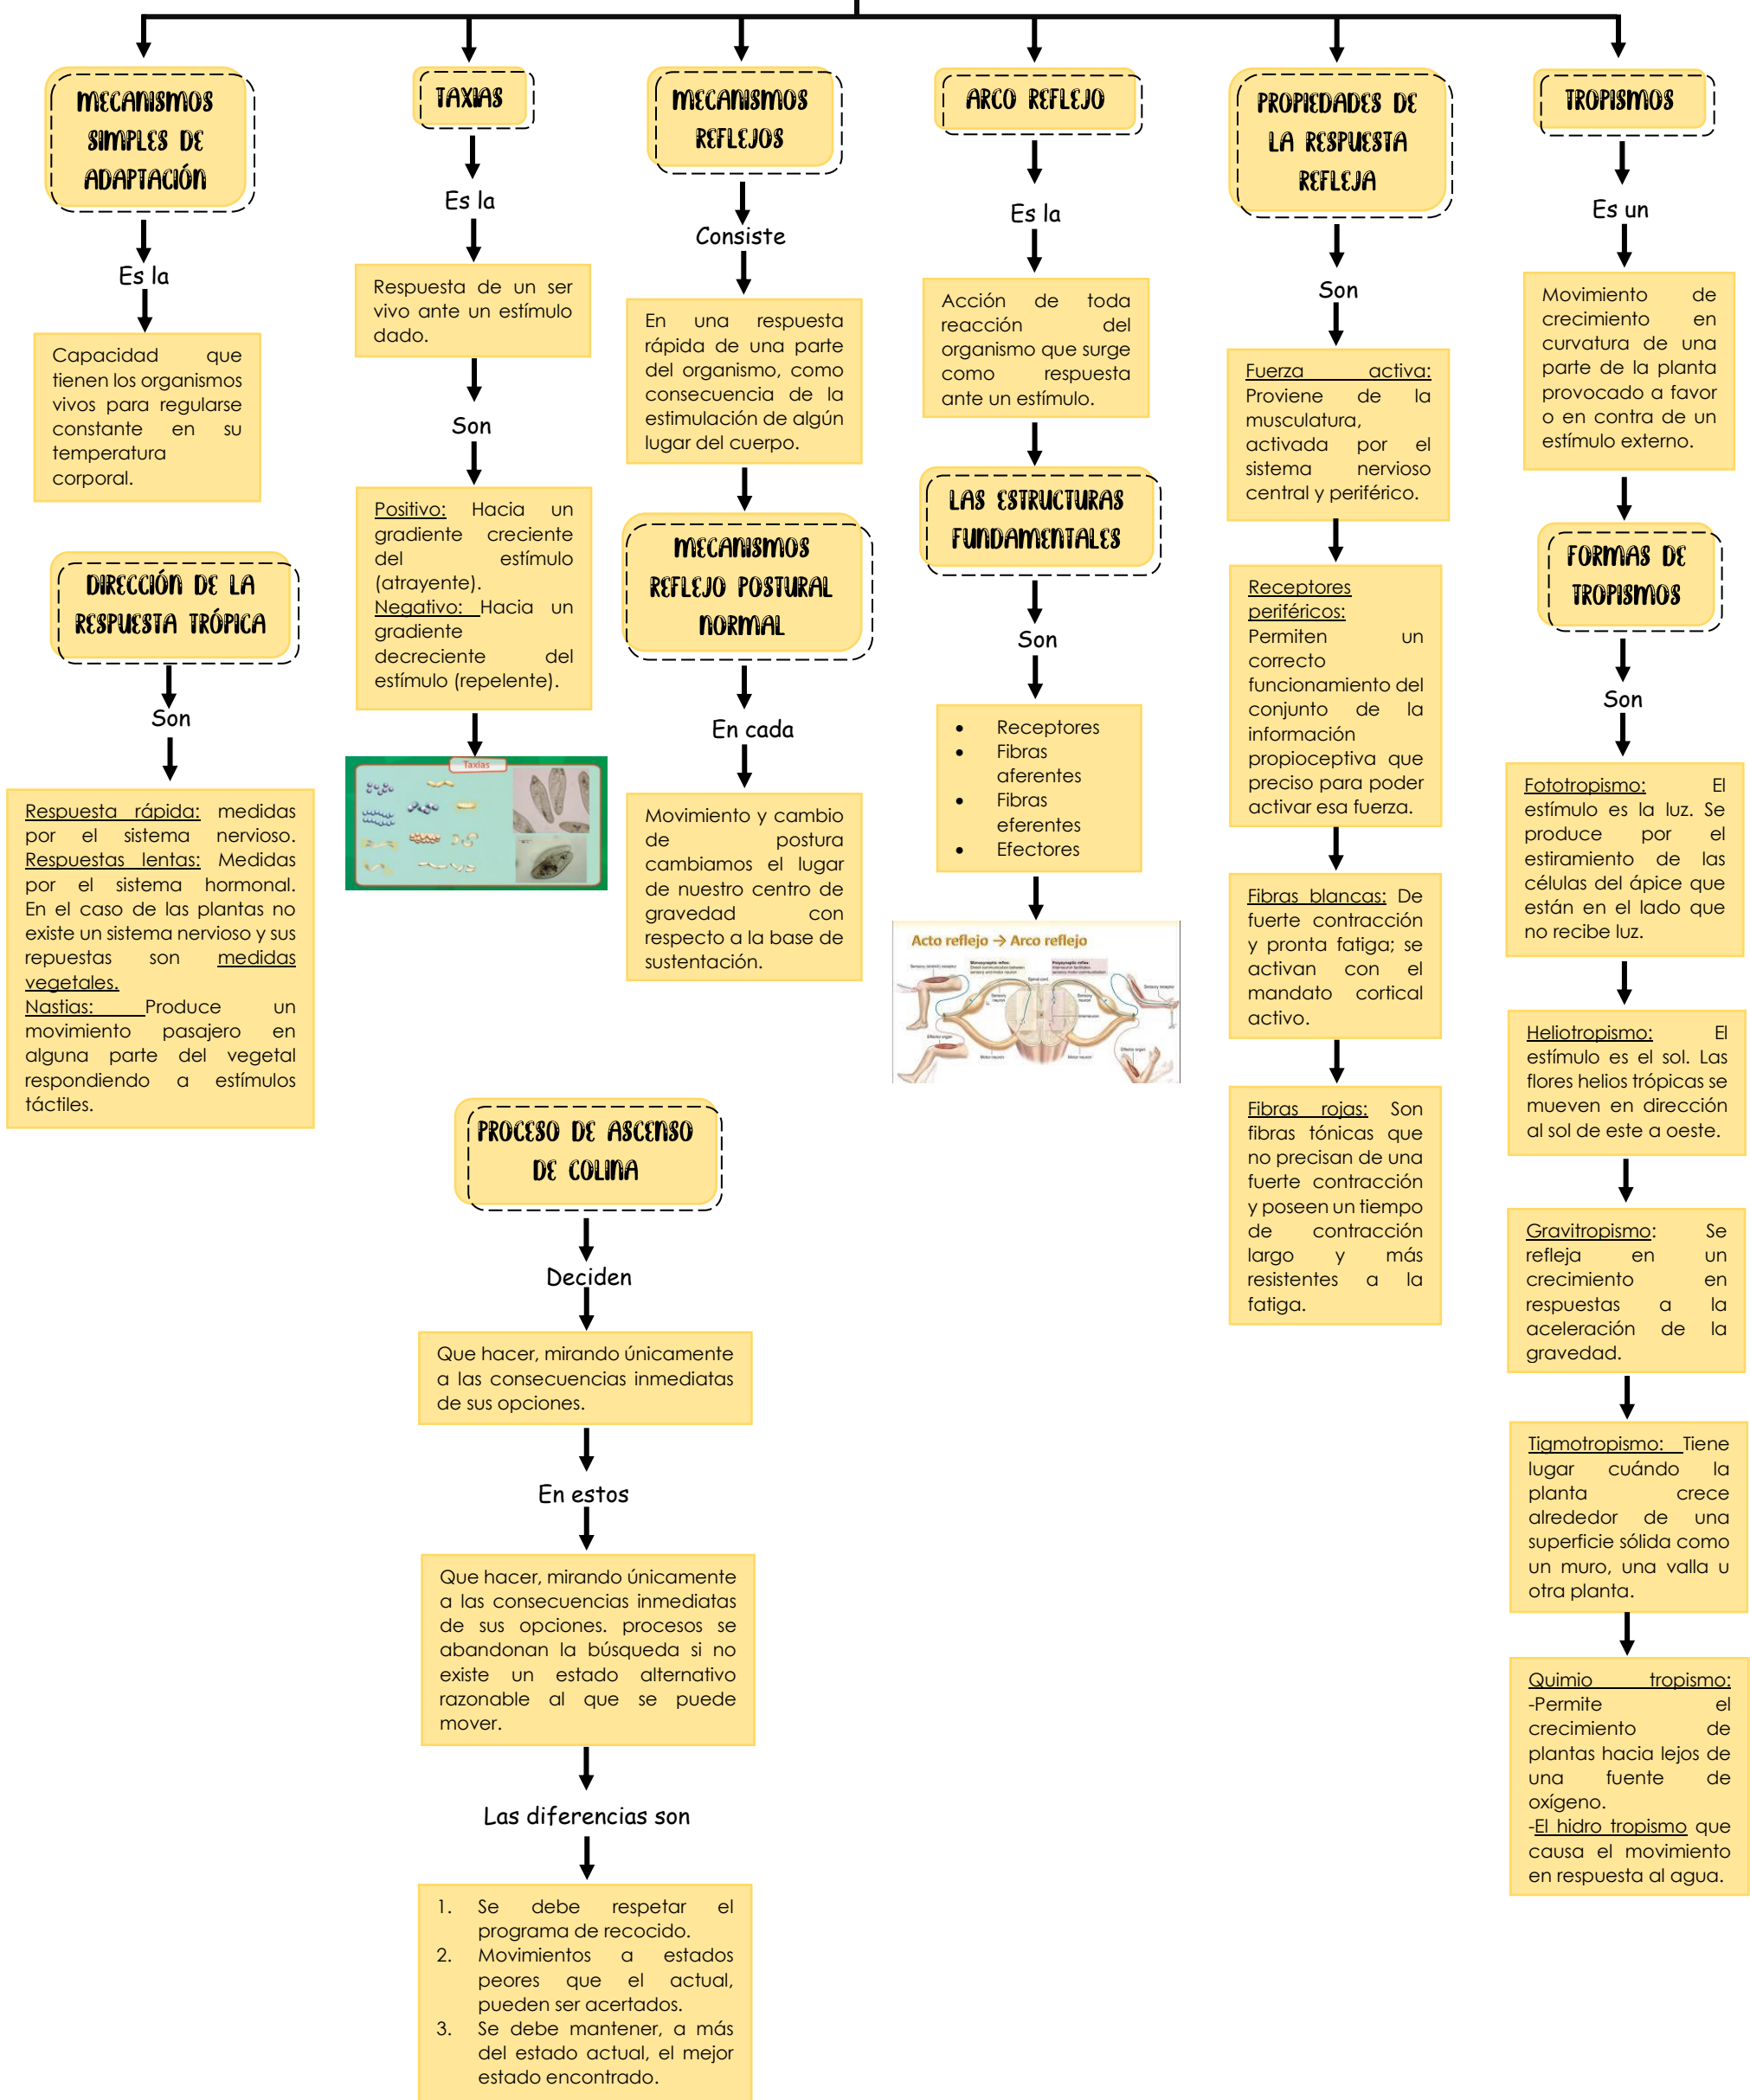 MECANISMOS
SIMPLES DE
ADAPTACIÓN
Es la
Capacidad que
tienen los organismos
vivos para regularse
constante en su
temperatura
corporal.
DIRECCIÓN DE LA
RESPUESTA TRÓPICA
Son
Respuesta rápida: medidas
por el sistema nervioso.
Respuestas lentas: Medidas
por el sistema hormonal.
En el caso de las plantas no
existe un sistema nervioso y sus
repuestas son medidas
vegetales.
Nastias: Produce un
movimiento pasajero en
alguna parte del vegetal
respondiendo a estímulos
táctiles.
TAXIAS
Es la
Respuesta de un ser
vivo ante un estímulo
dado.
Son
Positivo: Hacia un
gradiente creciente
del estímulo
(atrayente).
Negativo: Hacia un
gradiente
decreciente del
estímulo (repelente).
Taxias
MECANISMOS
REFLEJOS
Consiste
En una respuesta
rápida de una parte
del organismo, como
consecuencia de la
estimulación de algún
lugar del cuerpo.
MECANISMOS
REFLEJO POSTURAL
NORMAL
En cada
Movimiento y cambio
de postura
cambiamos el lugar
de nuestro centro de
gravedad con
respecto a la base de
sustentación.
PROCESO DE ASCENSO
DE COLINA
Deciden
Que hacer, mirando únicamente
a las consecuencias inmediatas
de sus opciones.
En estos
Que hacer, mirando únicamente
a las consecuencias inmediatas
de sus opciones. procesos se
abandonan la búsqueda si no
existe un estado alternativo
razonable al que se puede
mover.
Las diferencias son
1. Se debe respetar el
programa de recocido.
2. Movimientos a estados
peores que el actual,
pueden ser acertados.
3. Se debe mantener, a más
del estado actual, el mejor
estado encontrado.
ARCO REFLEJO
Es la
Acción de toda
reacción del
organismo que surge
como respuesta
ante un estímulo.
LAS ESTRUCTURAS
FUNDAMENTALES
Son
• Receptores
• Fibras
aferentes
• Fibras
eferentes
• Efectores
Acto reflejo → Arco reflejo
Monosynaptic reflex:
Polysynaptic reflex:
Spinal cord
Sensory
neuron
Sensory
neuron
Sensory receptor
Interneuron
Effector organ
Motor neuron
Motor neuron
Effector organ
PROPIEDADES DE
LA RESPUESTA
REFLEJA
Son
Fuerza activa:
Proviene de la
musculatura,
activada por el
sistema nervioso
central y periférico.
Receptores
periféricos:
Permiten un
correcto
funcionamiento del
conjunto de la
información
propioceptiva que
preciso para poder
activar esa fuerza.
Fibras blancas: De
fuerte contracción
y pronta fatiga; se
activan con el
mandato cortical
activo.
Fibras rojas: Son
fibras tónicas que
no precisan de una
fuerte contracción
y poseen un tiempo
de contracción
largo y más
resistentes a la
fatiga.
TROPISMOS
Es un
Movimiento de
crecimiento en
curvatura de una
parte de la planta
provocado a favor
o en contra de un
estímulo externo.
FORMAS DE
TROPISMOS
Son
Fototropismo: El
estímulo es la luz. Se
produce por el
estiramiento de las
células del ápice que
están en el lado que
no recibe luz.
Heliotropismo: El
estímulo es el sol. Las
flores helios trópicas se
mueven en dirección
al sol de este a oeste.
Gravitropismo: Se
refleja en un
crecimiento en
respuestas a la
aceleración de la
gravedad.
Tigmotropismo: Tiene
lugar cuándo la
planta crece
alrededor de una
superficie sólida como
un muro, una valla u
otra planta.
Quimio tropismo:
-Permite el
crecimiento de
plantas hacia lejos de
una fuente de
oxígeno.
-El hidro tropismo que
causa el movimiento
en respuesta al agua.